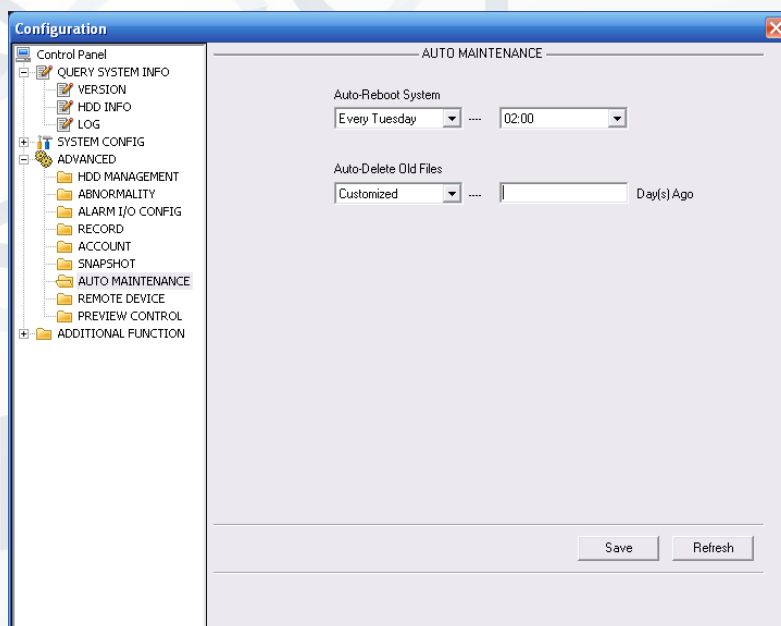 Configuration
Control Panel
QUERY SYSTEM INFO
VERSION
HDD INFO
LOG
SYSTEM CONFIG
ADVANCED
HDD MANAGEMENT
ABNORMALITY
ALARM I/O CONFIG
RECORD
ACCOUNT
SNAPSHOT
AUTO MAINTENANCE
REMOTE DEVICE
PREVIEW CONTROL
ADDITIONAL FUNCTION
AUTO MAINTENANCE
Auto-Reboot System
Every Tuesday ---- 02:00
Auto-Delete Old Files
Customized ---- Day(s) Ago
Save Refresh